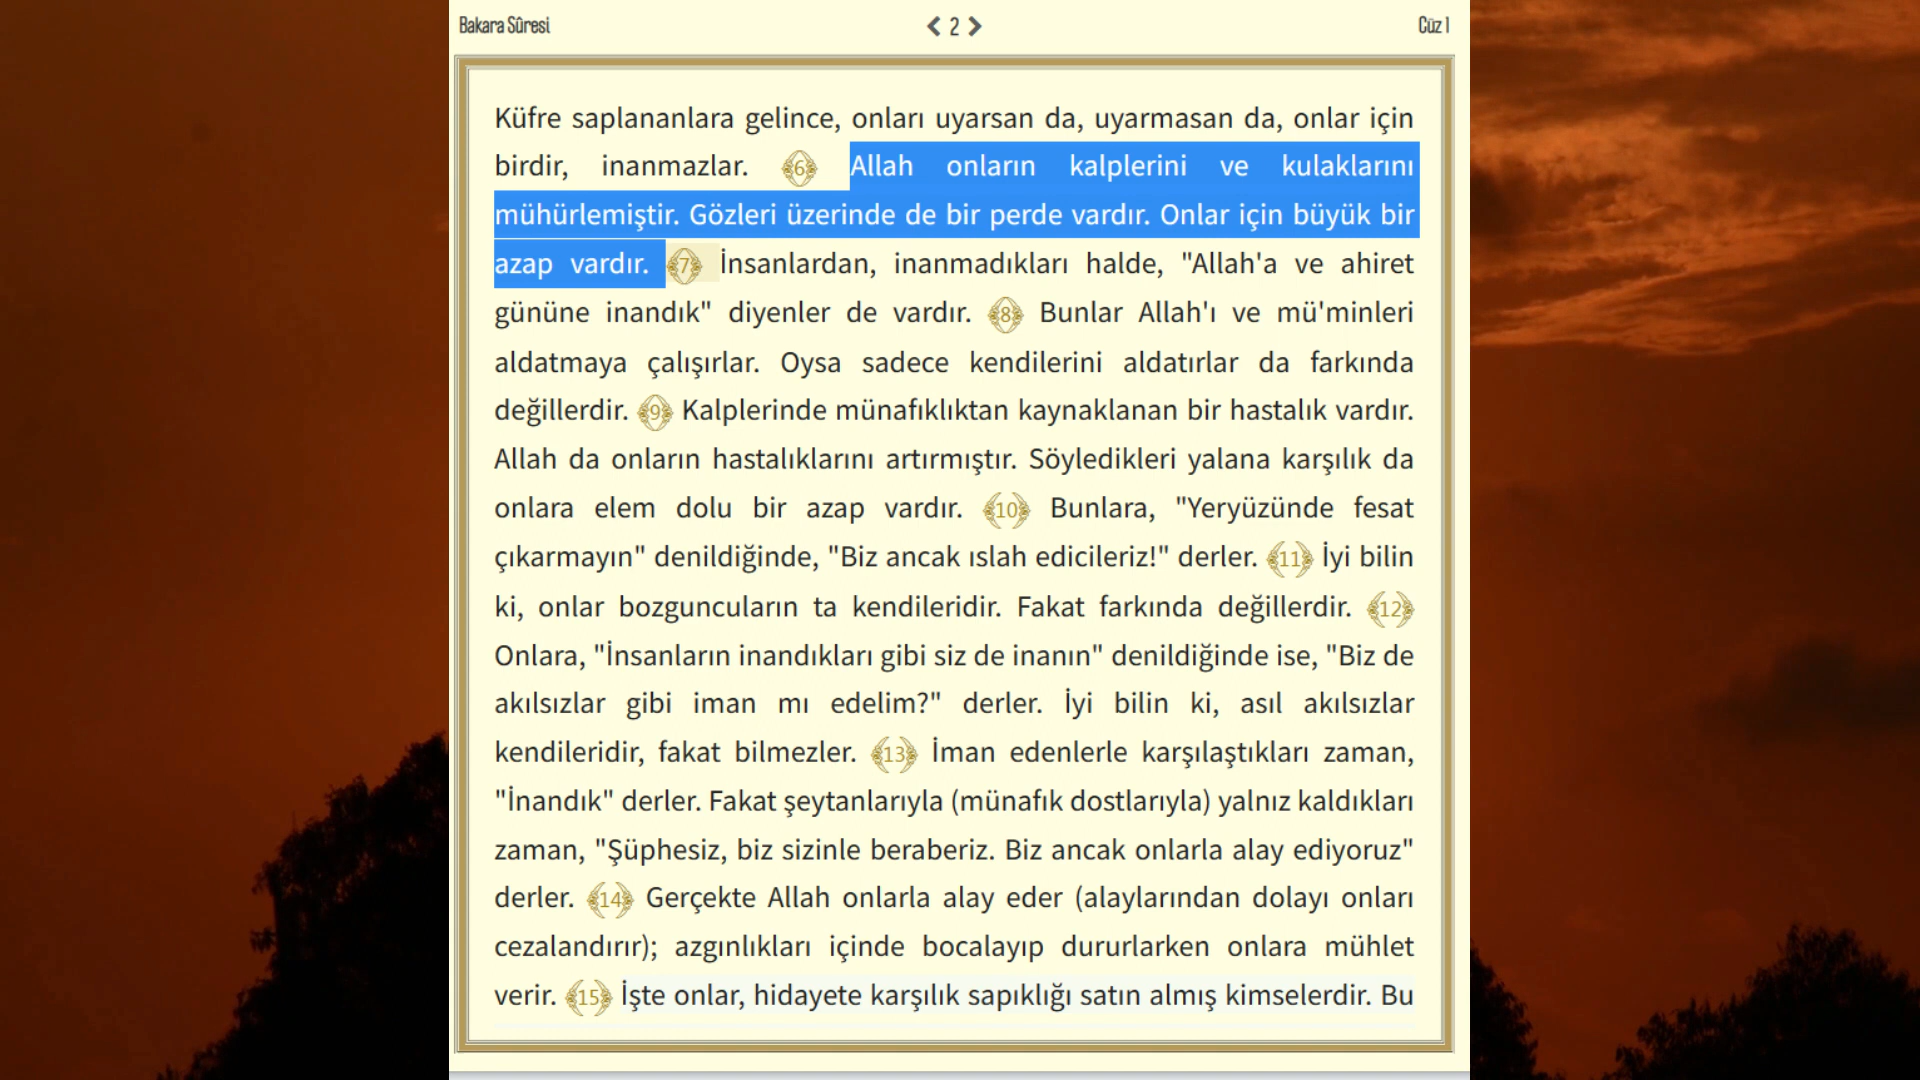 Bakara Sûresi
2
Cüz 1
Küfre saplananlara gelince, onları uyarsan da, uyarmasan da, onlar için
birdir, inanmazlar. 6 Allah onların kalplerini ve kulaklarını
mühürlemiştir. Gözleri üzerinde de bir perde vardır. Onlar için büyük bir
azap vardır. 7 İnsanlardan, inanmadıkları halde, "Allah'a ve ahiret
gününe inandık" diyenler de vardır. 8 Bunlar Allah'ı ve mü'minleri
aldatmaya çalışırlar. Oysa sadece kendilerini aldatırlar da farkında
değillerdir. 9 Kalplerinde münafıklıktan kaynaklanan bir hastalık vardır.
Allah da onların hastalıklarını artırmıştır. Söyledikleri yalana karşılık da
onlara elem dolu bir azap vardır. 10 Bunlara, "Yeryüzünde fesat
çıkarmayın" denildiğinde, "Biz ancak ıslah edicileriz!" derler. 11 İyi bilin
ki, onlar bozguncuların ta kendileridir. Fakat farkında değillerdir. 12
Onlara, "İnsanların inandıkları gibi siz de inanın" denildiğinde ise, "Biz de
akılsızlar gibi iman mı edelim?" derler. İyi bilin ki, asıl akılsızlar
kendileridir, fakat bilmezler. 13 İman edenlerle karşılaştıkları zaman,
"İnandık" derler. Fakat şeytanlarıyla (münafık dostlarıyla) yalnız kaldıkları
zaman, "Şüphesiz, biz sizinle beraberiz. Biz ancak onlarla alay ediyoruz"
derler. 14 Gerçekte Allah onlarla alay eder (alaylarından dolayı onları
cezalandırır); azgınlıkları içinde bocalayıp dururlarken onlara mühlet
verir. 15 İşte onlar, hidayete karşılık sapıklığı satın almış kimselerdir. Bu